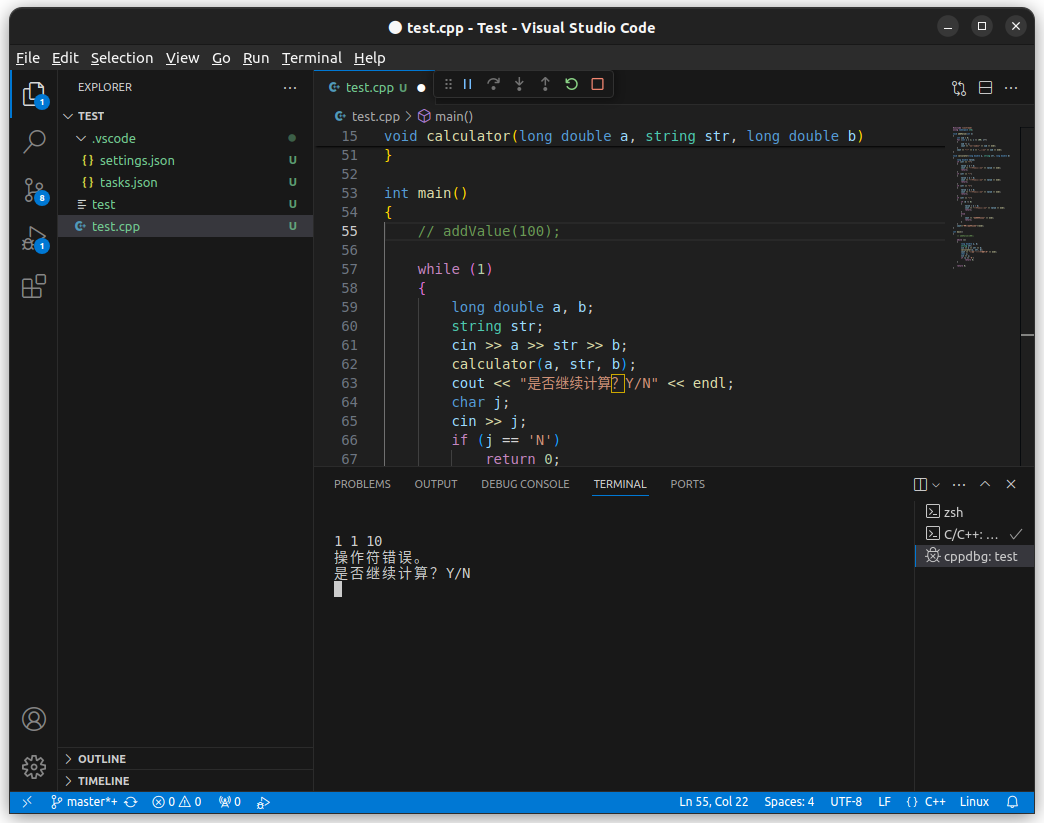 test.cpp - Test - Visual Studio Code
File Edit Selection View Go Run Terminal Help
EXPLORER
TEST
.vscode
settings.json U
tasks.json U
test U
test.cpp U
OUTLINE
TIMELINE
1
8
1
test.cpp U
test.cpp > main()
15 void calculator(long double a, string str, long double b)
51 }
52
53 int main()
54 {
55 // addValue(100);
56
57 while (1)
58 {
59 long double a, b;
60 string str;
61 cin >> a >> str >> b;
62 calculator(a, str, b);
63 cout << "是否继续计算？Y/N" << endl;
64 char j;
65 cin >> j;
66 if (j == 'N')
67 return 0;
PROBLEMS OUTPUT DEBUG CONSOLE TERMINAL PORTS
1 1 10
操作符错误。
是否继续计算？Y/N
zsh
C/C++: ...
cppdbg: test
master*+ 0 0 0 Ln 55, Col 22 Spaces: 4 UTF-8 LF {} C++ Linux